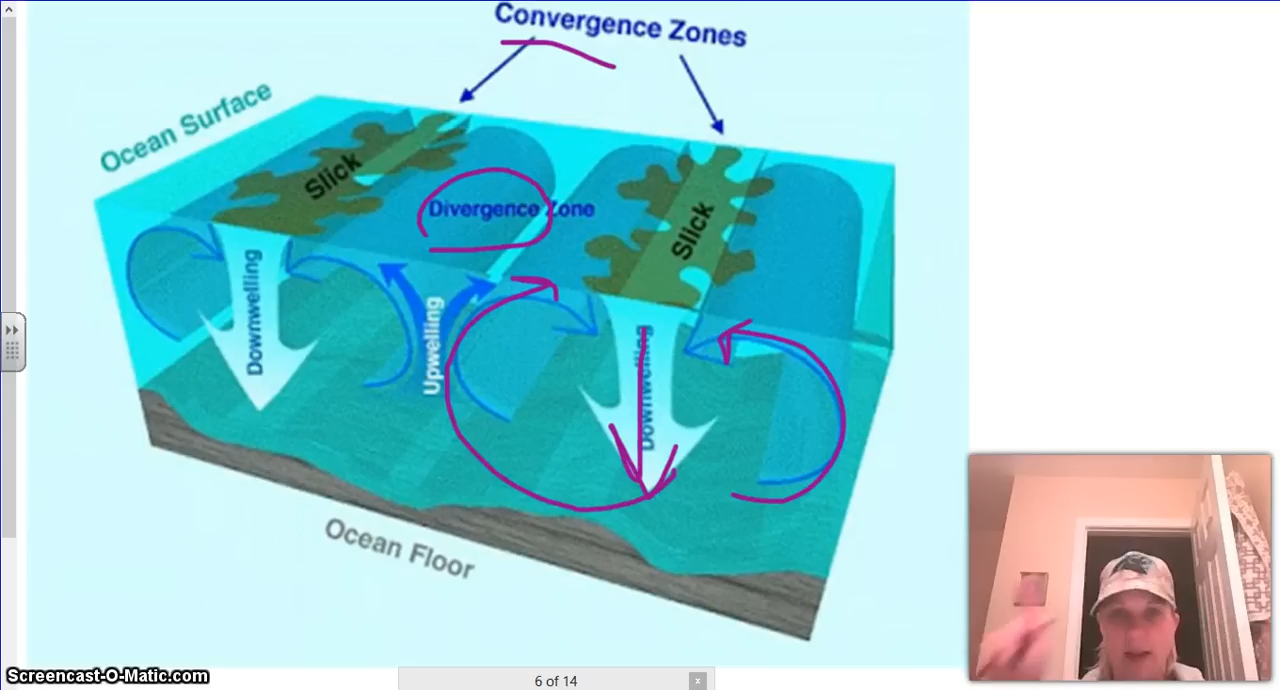 Convergence Zones
Ocean Surface
Slick
Divergence Zone
Slick
Downwelling
Upwelling
Downwelling
Ocean Floor
Screencast-O-Matic.com
6 of 14
x